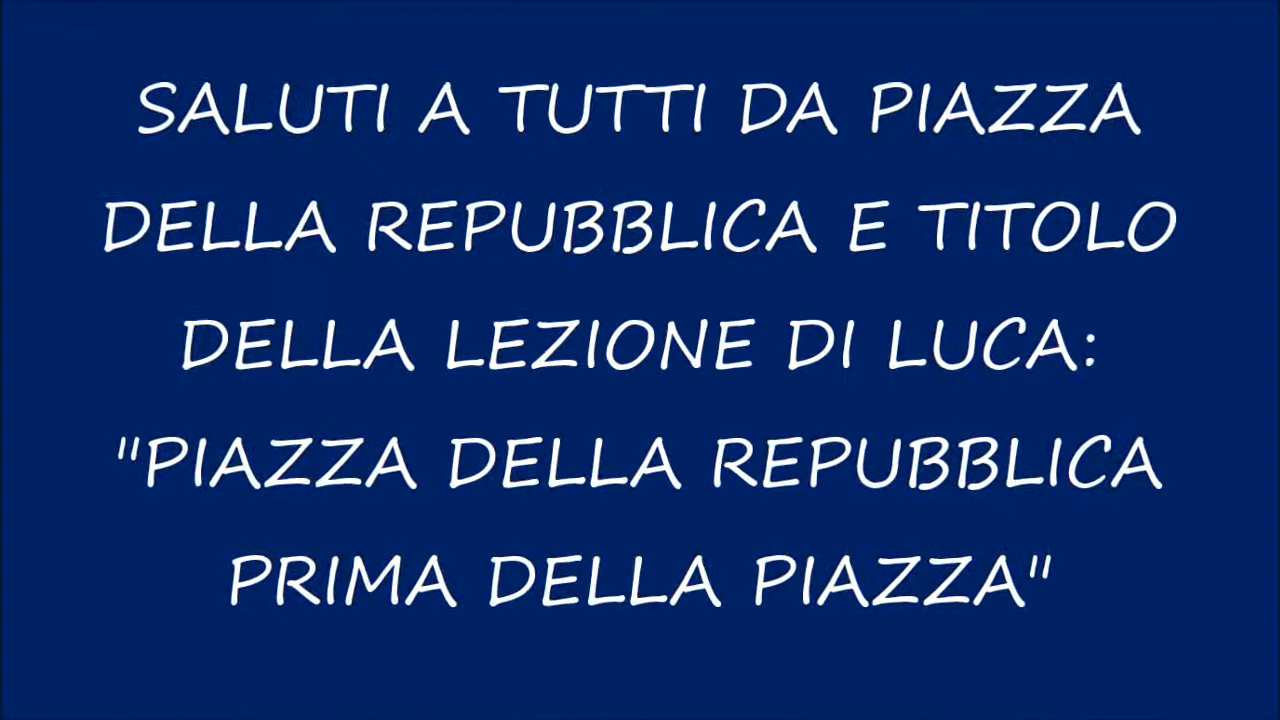 SALUTI A TUTTI DA PIAZZA
DELLA REPUBBLICA E TITOLO
DELLA LEZIONE DI LUCA:
"PIAZZA DELLA REPUBBLICA
PRIMA DELLA PIAZZA"